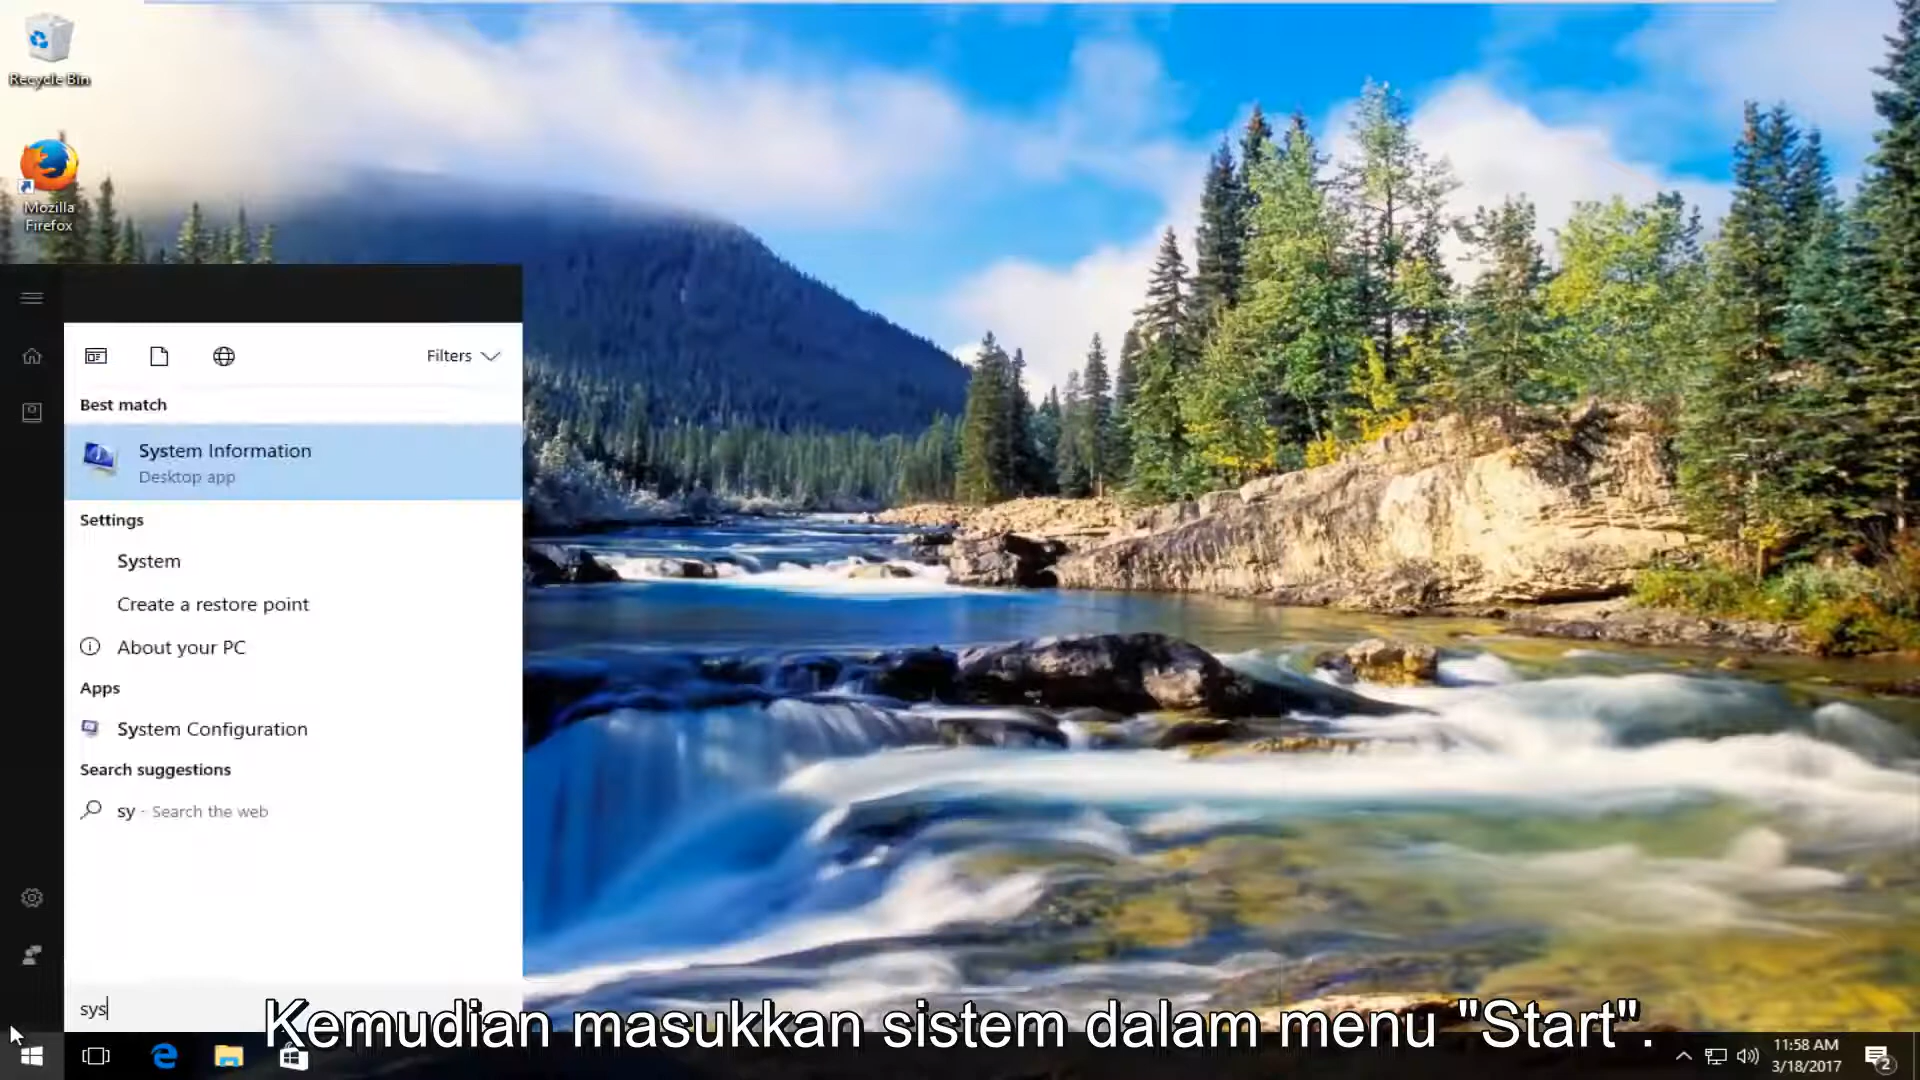 Recycle Bin
Mozilla
Firefox
Filters
Best match
System Information
Desktop app
Settings
System
Create a restore point
About your PC
Apps
System Configuration
Search suggestions
sy - Search the web
sys
Kemudian masukkan sistem dalam menu "Start".
11:58 AM
3/18/2017
2